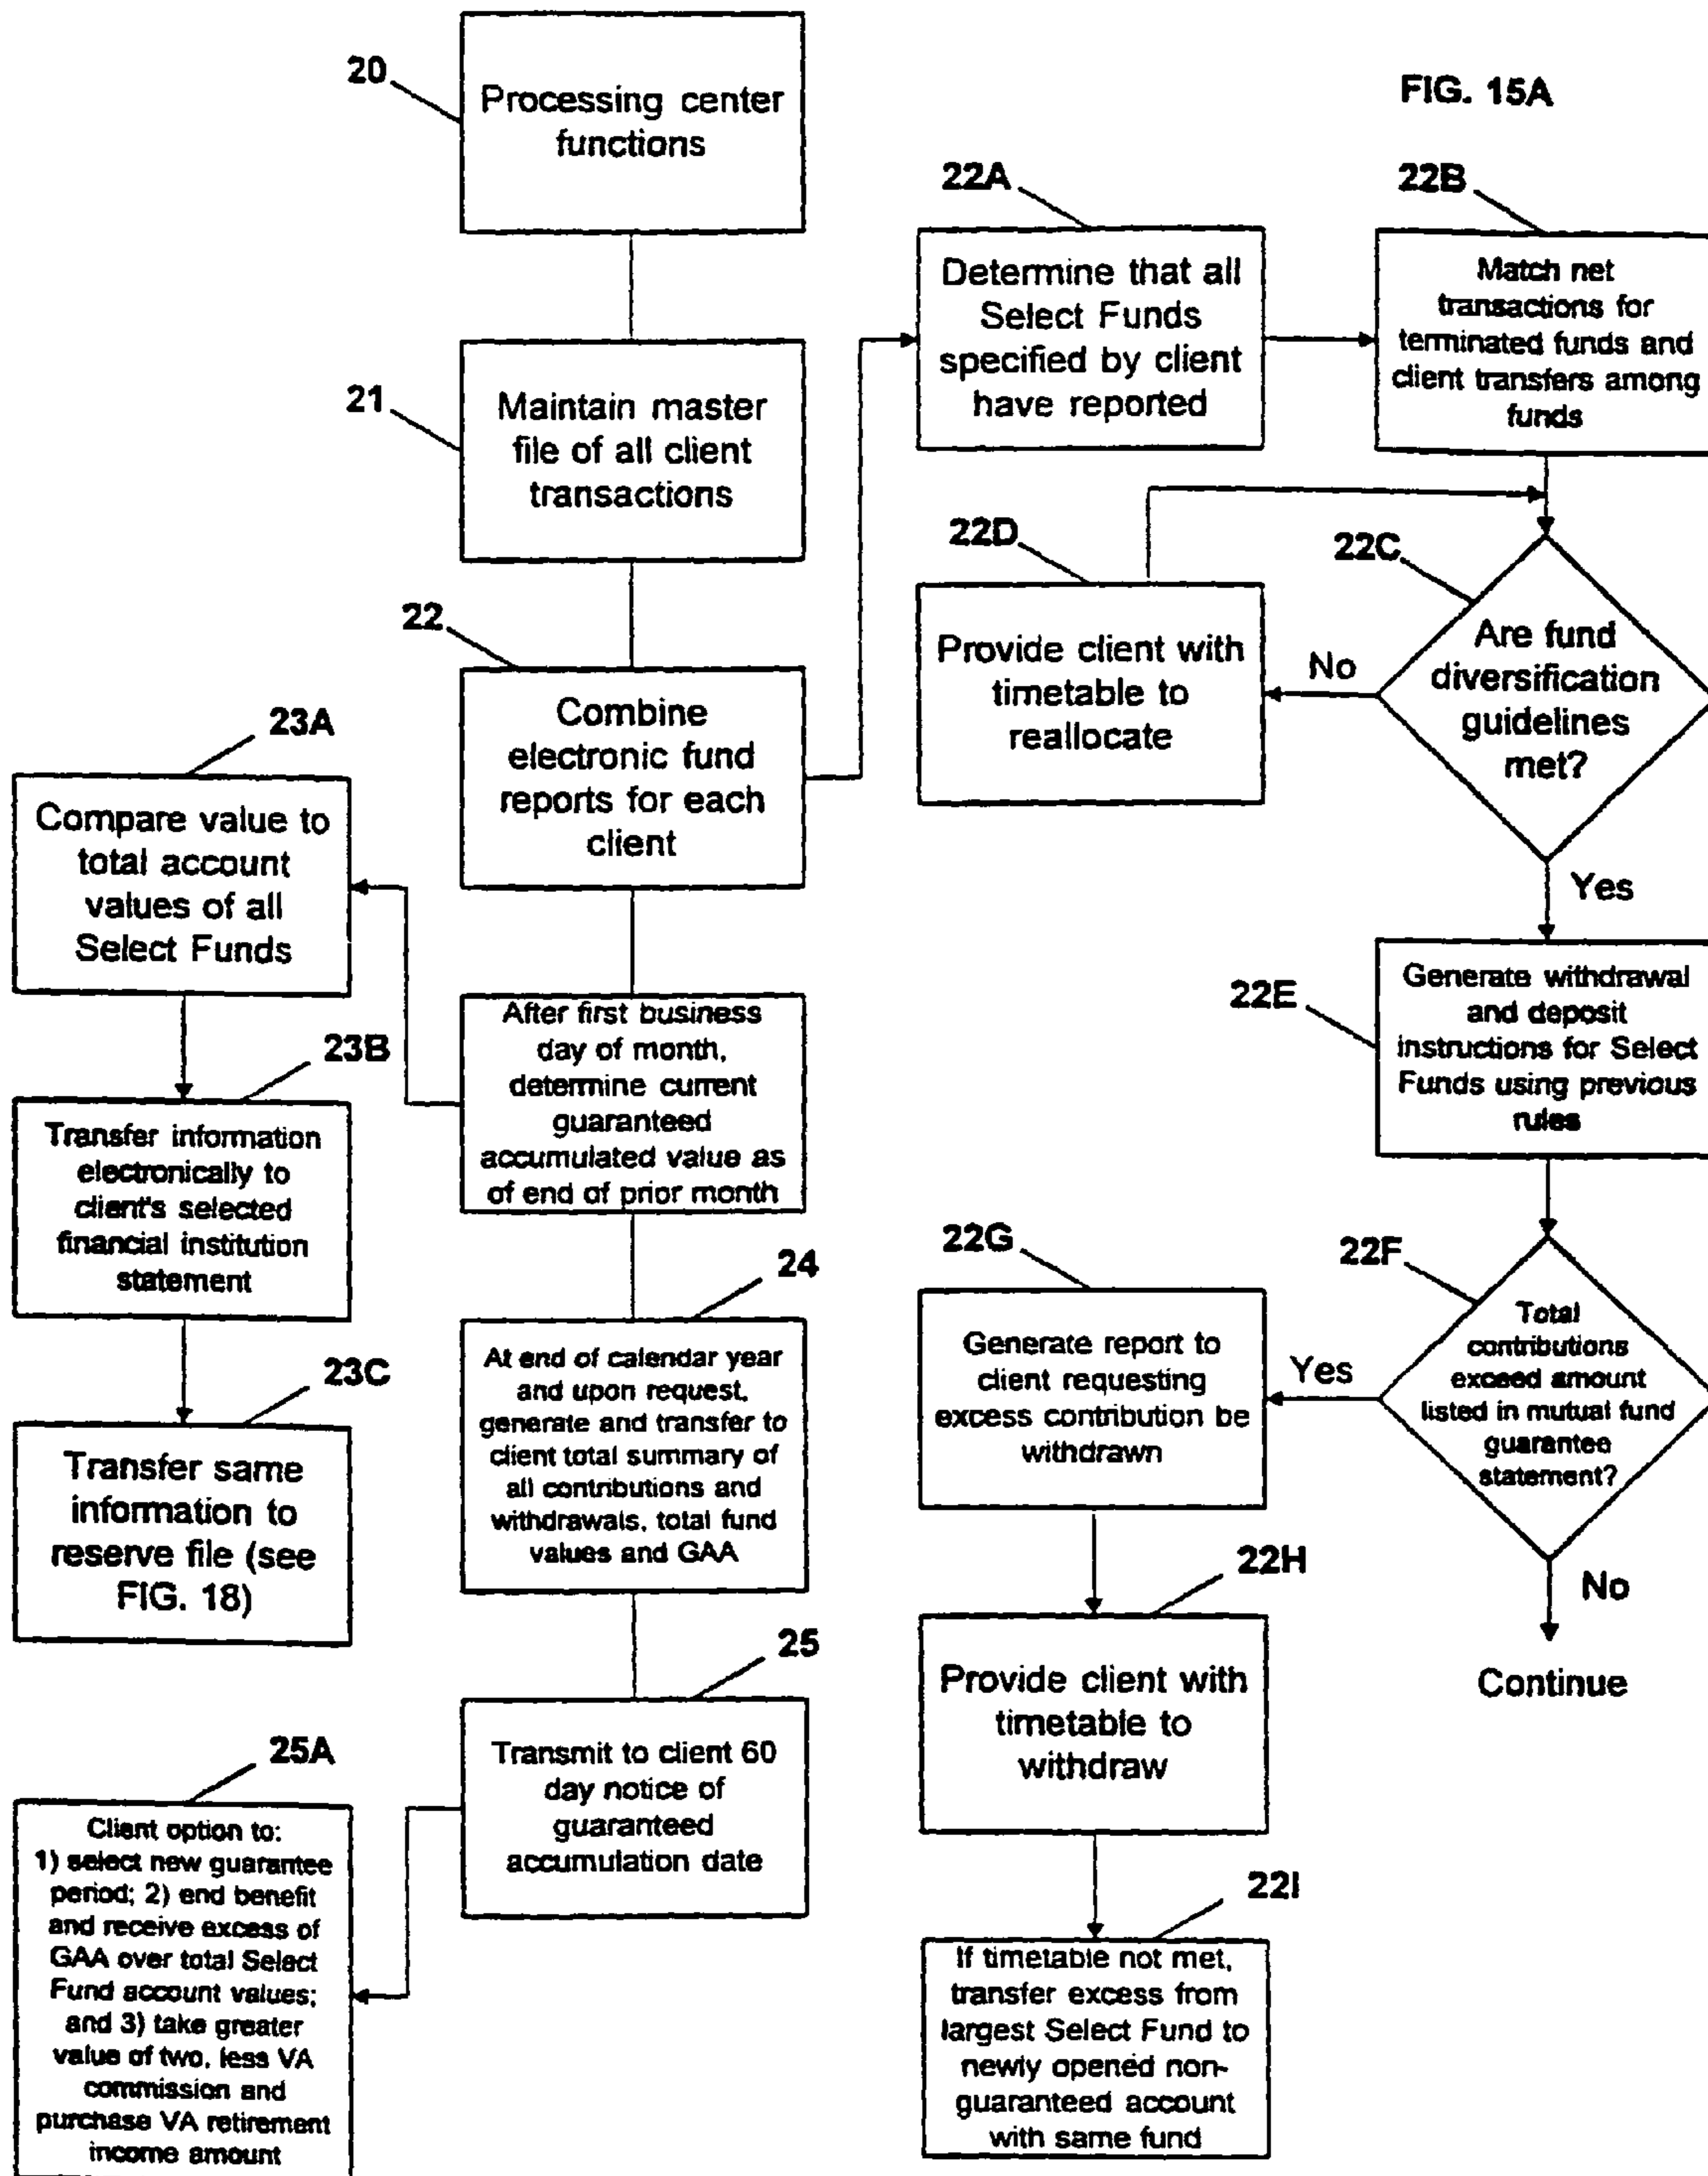 FIG. 15A
20
Processing center
functions
21
Maintain master
file of all client
transactions
22
Combine
electronic fund
reports for each
client
22A
Determine that all
Select Funds
specified by client
have reported
22B
Match net
transactions for
terminated funds and
client transfers among
funds
22C
Are fund
diversification
guidelines
met?
No
22D
Provide client with
timetable to
reallocate
Yes
22E
Generate withdrawal
and deposit
instructions for Select
Funds using previous
rules
22F
Total
contributions
exceed amount
listed in mutual fund
guarantee
statement?
No
Continue
Yes
22G
Generate report to
client requesting
excess contribution be
withdrawn
22H
Provide client with
timetable to
withdraw
22I
If timetable not met,
transfer excess from
largest Select Fund to
newly opened non-
guaranteed account
with same fund
After first business
day of month,
determine current
guaranteed
accumulated value as
of end of prior month
23A
Compare value to
total account
values of all
Select Funds
23B
Transfer information
electronically to
client's selected
financial institution
statement
23C
Transfer same
information to
reserve file (see
FIG. 18)
24
At end of calendar year
and upon request,
generate and transfer to
client total summary of
all contributions and
withdrawals, total fund
values and GAA
25
Transmit to client 60
day notice of
guaranteed
accumulation date
25A
Client option to:
1) select new guarantee
period; 2) end benefit
and receive excess of
GAA over total Select
Fund account values;
and 3) take greater
value of two, less VA
commission and
purchase VA retirement
income amount